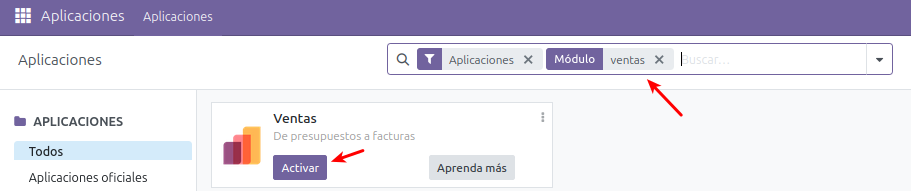 Aplicaciones Aplicaciones
Aplicaciones
Aplicaciones Módulo ventas Buscar...
APLICACIONES
Todos
Aplicaciones oficiales
Ventas
De presupuestos a facturas
Activar Aprenda más